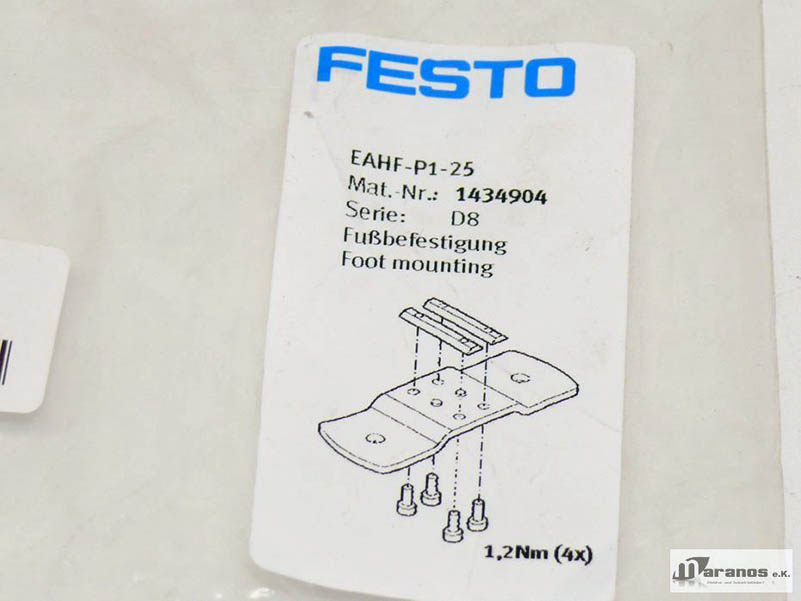 FESTO
EAHF-P1-25
Mat.-Nr.: 1434904
Serie: D8
Fußbefestigung
Foot mounting
1,2Nm (4x)
Maranos e.K.